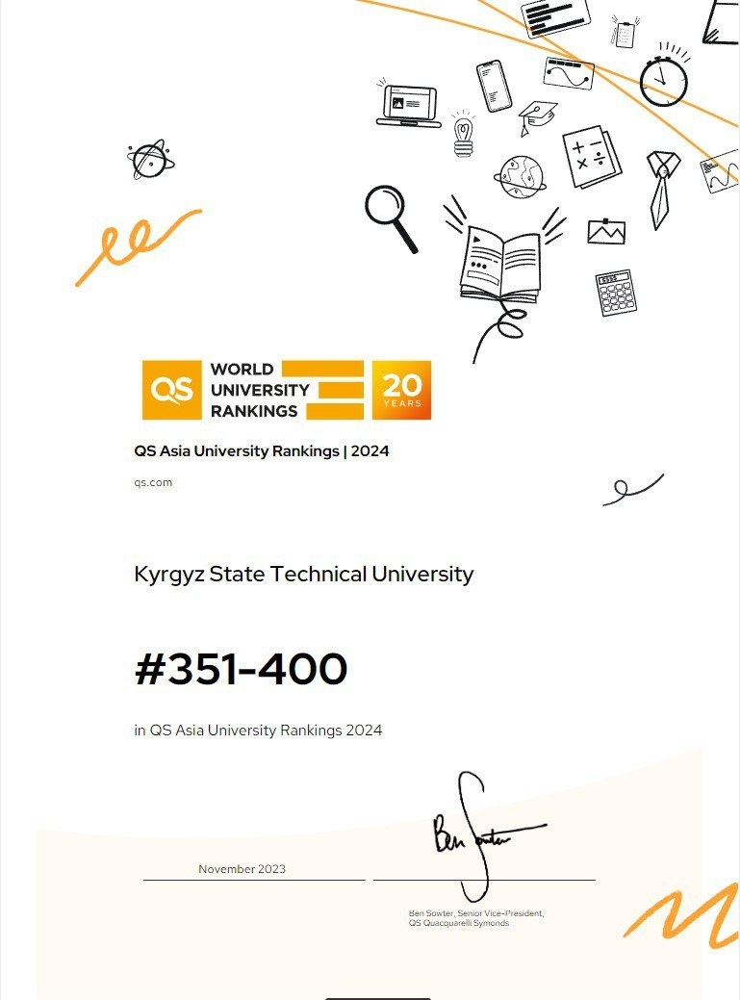 QS
WORLD
UNIVERSITY
RANKINGS
20
YEARS
QS Asia University Rankings | 2024
qs.com
Kyrgyz State Technical University
#351-400
in QS Asia University Rankings 2024
Ben Sowter
November 2023
Ben Sowter, Senior Vice-President,
QS Quacquarelli Symonds